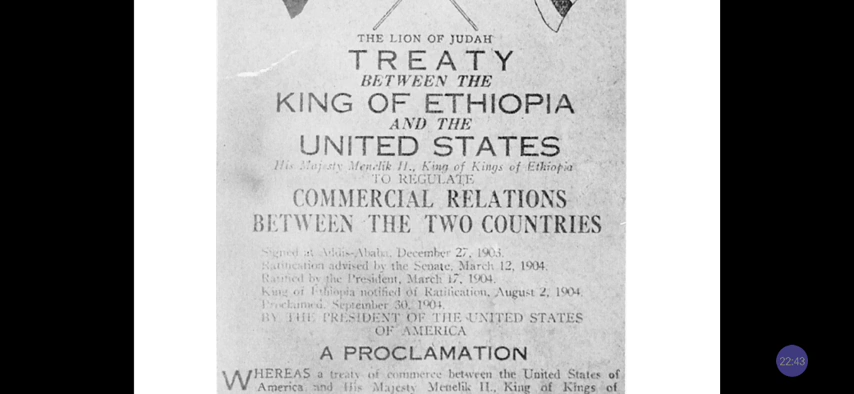 THE LION OF JUDAH
TREATY
BETWEEN THE
KING OF ETHIOPIA
AND THE
UNITED STATES
His Majesty Menelik II., King of Kings of Ethiopia
TO REGULATE
COMMERCIAL RELATIONS
BETWEEN THE TWO COUNTRIES
Signed at Addis-Ababa, December 27, 1903.
Ratification advised by the Senate, March 12, 1904.
Ratified by the President, March 17, 1904.
King of Ethiopia notified of Ratification, August 2, 1904.
Proclaimed, September 30, 1904.
BY THE PRESIDENT OF THE UNITED STATES
OF AMERICA
A PROCLAMATION
WHEREAS a treaty of commerce between the United States of
America and His Majesty Menelik II., King of Kings of
22:43